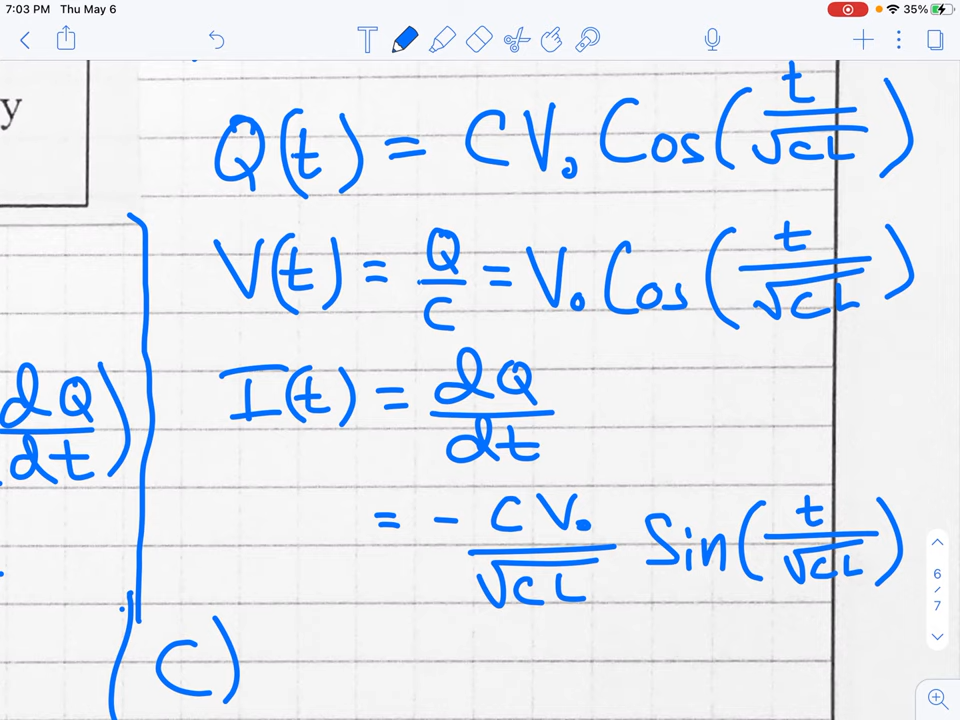 7:03 PM Thu May 6 35%
T
y
Q(t) = CV₀ Cos(t/√CL)
V(t) = Q/C = V₀ Cos(t/√CL)
dQ/dt)
I(t) = dQ/dt
= - CV₀/√CL Sin(t/√CL)
6/7
C)